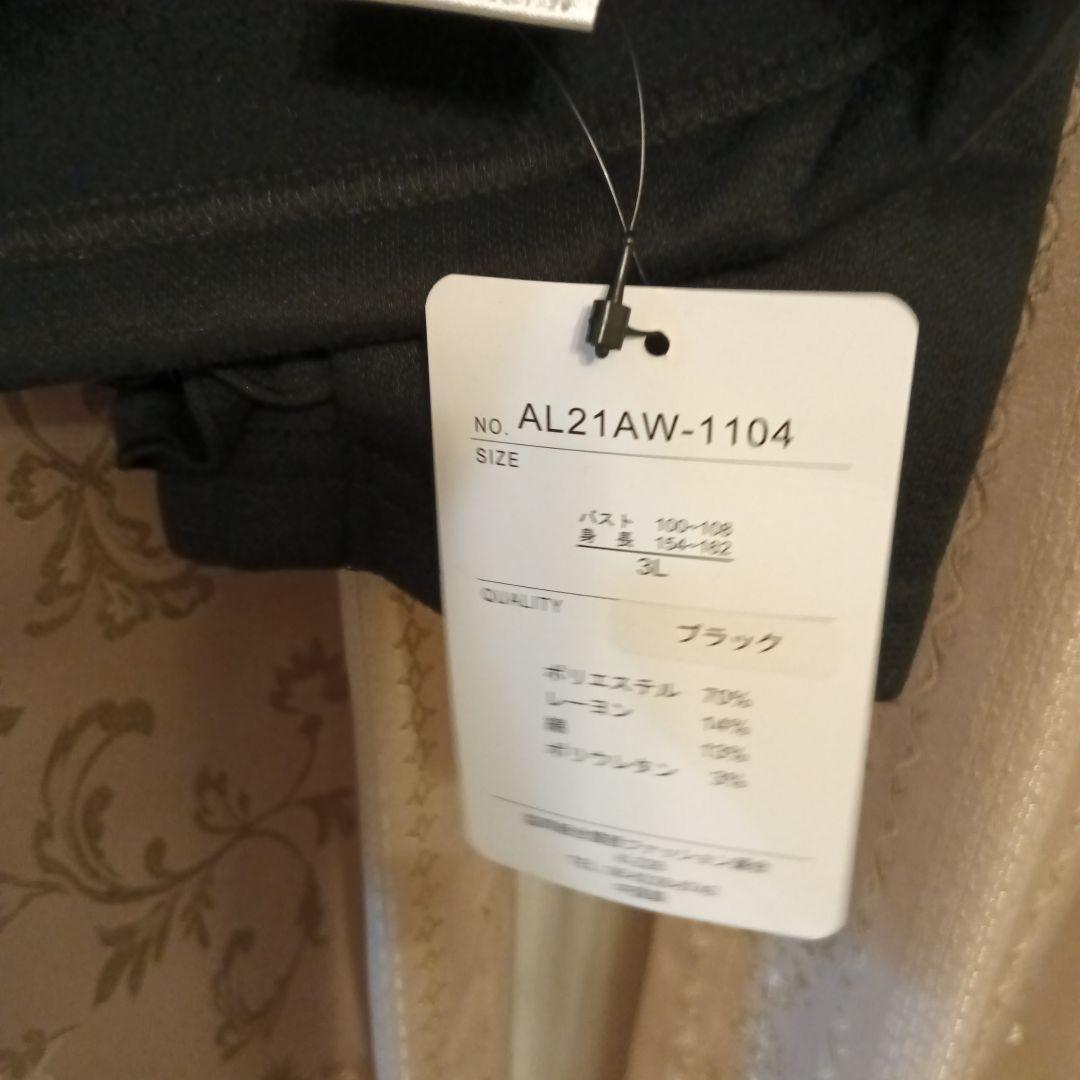 NO. AL21AW-1104
SIZE
バスト 100~108
身長 154~162
3L
QUALITY
ブラック
ポリエステル 70%
レーヨン 14%
綿 13%
ポリウレタン 3%